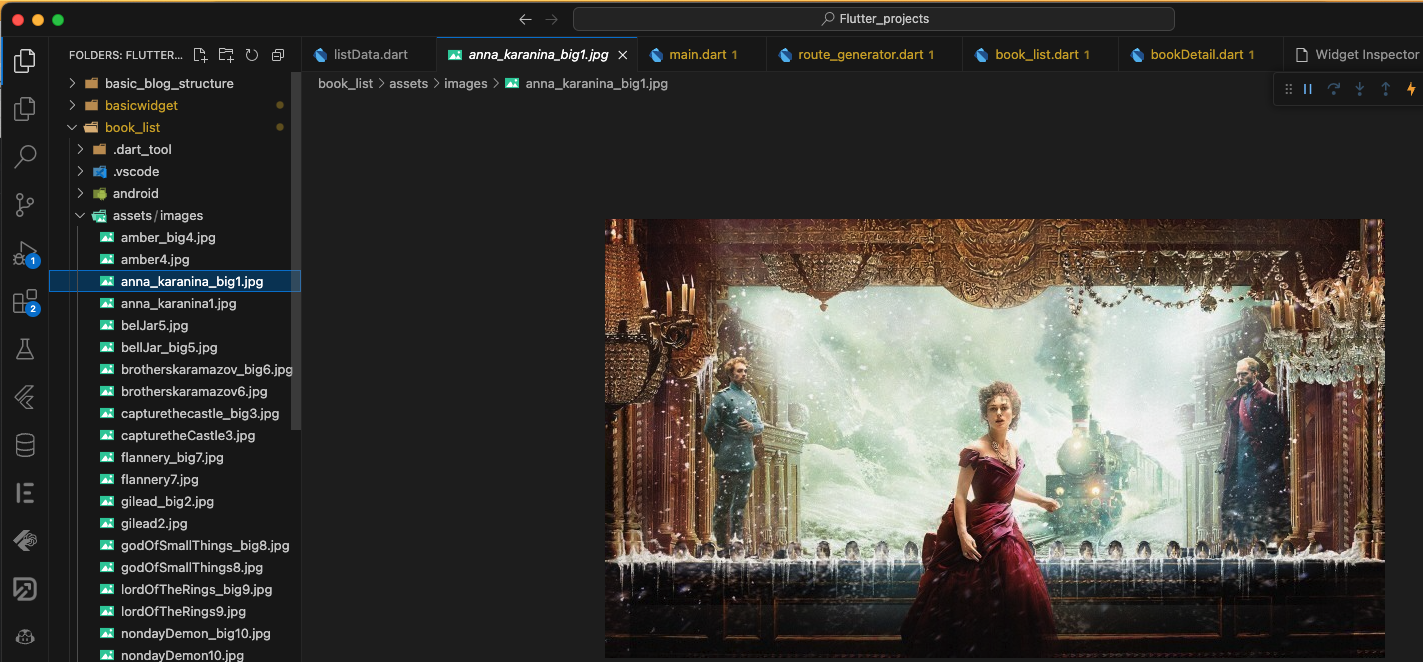 Flutter_projects
FOLDERS: FLUTTER...
listData.dart
anna_karanina_big1.jpg
main.dart 1
route_generator.dart 1
book_list.dart 1
bookDetail.dart 1
Widget Inspector
book_list > assets > images > anna_karanina_big1.jpg
basic_blog_structure
basicwidget
book_list
.dart_tool
.vscode
android
assets/images
amber_big4.jpg
amber4.jpg
anna_karanina_big1.jpg
anna_karanina1.jpg
belJar5.jpg
bellJar_big5.jpg
brotherskaramazov_big6.jpg
brotherskaramazov6.jpg
capturethecastle_big3.jpg
capturetheCastle3.jpg
flannery_big7.jpg
flannery7.jpg
gilead_big2.jpg
gilead2.jpg
godOfSmallThings_big8.jpg
godOfSmallThings8.jpg
lordOfTheRings_big9.jpg
lordOfTheRings9.jpg
nondayDemon_big10.jpg
nondayDemon10.jpg
1
2